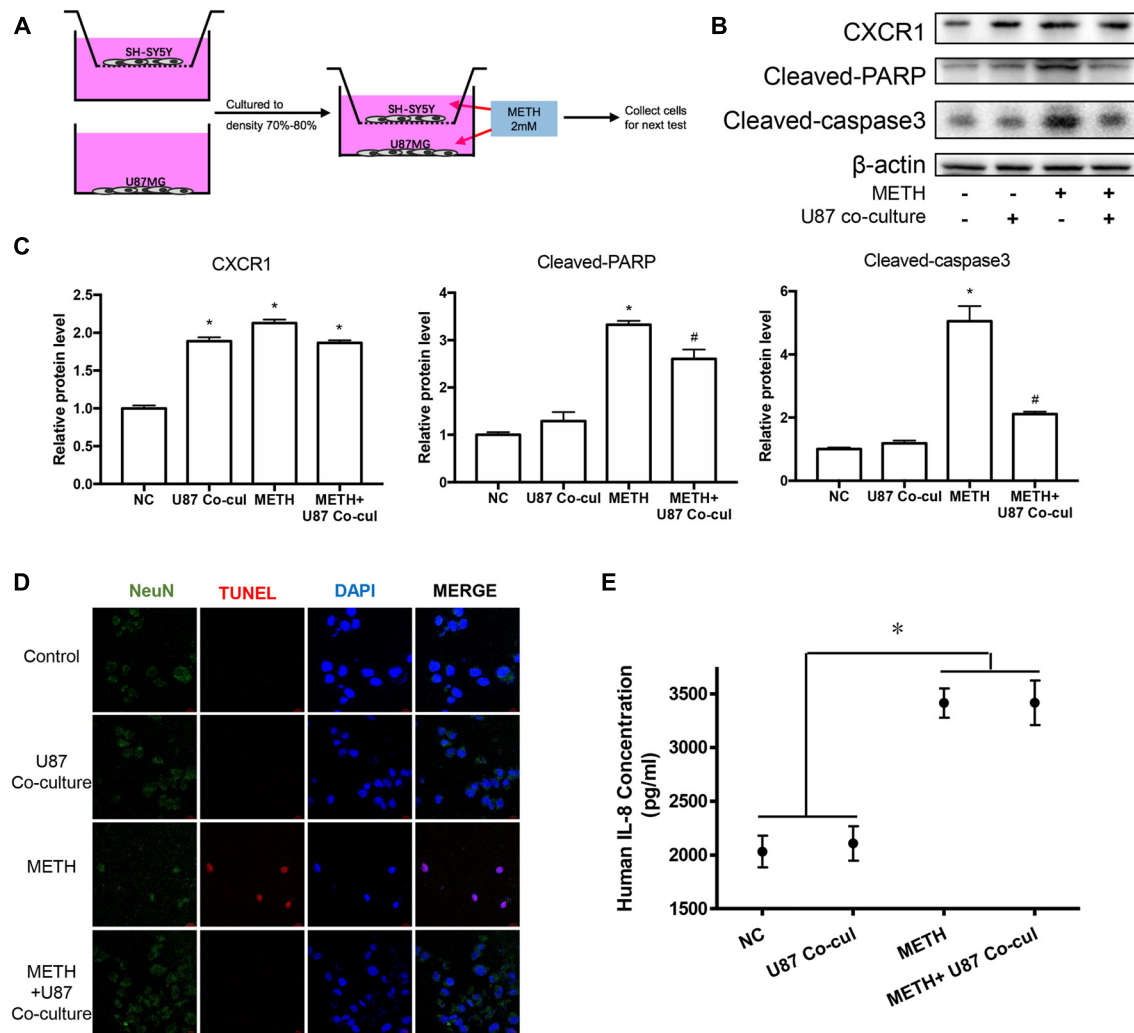 A
SH-SY5Y
U87MG
Cultured to
density 70%-80%
SH-SY5Y
U87MG
METH
2mM
Collect cells
for next test
B
CXCR1
Cleaved-PARP
Cleaved-caspase3
β-actin
METH - - + +
U87 co-culture - + - +
C
CXCR1
Relative protein level
2.5
2.0
1.5
1.0
0.5
0.0
* * *
NC U87 Co-cul METH METH+
U87 Co-cul
Cleaved-PARP
Relative protein level
4
3
2
1
0
* #
NC U87 Co-cul METH METH+
U87 Co-cul
Cleaved-caspase3
Relative protein level
6
4
2
0
* #
NC U87 Co-cul METH METH+
U87 Co-cul
D
NeuN TUNEL DAPI MERGE
Control
U87
Co-culture
METH
METH
+U87
Co-culture
E
Human IL-8 Concentration
(pg/ml)
3500
3000
2500
2000
1500
*
NC
U87 Co-cul
METH
METH+ U87 Co-cul